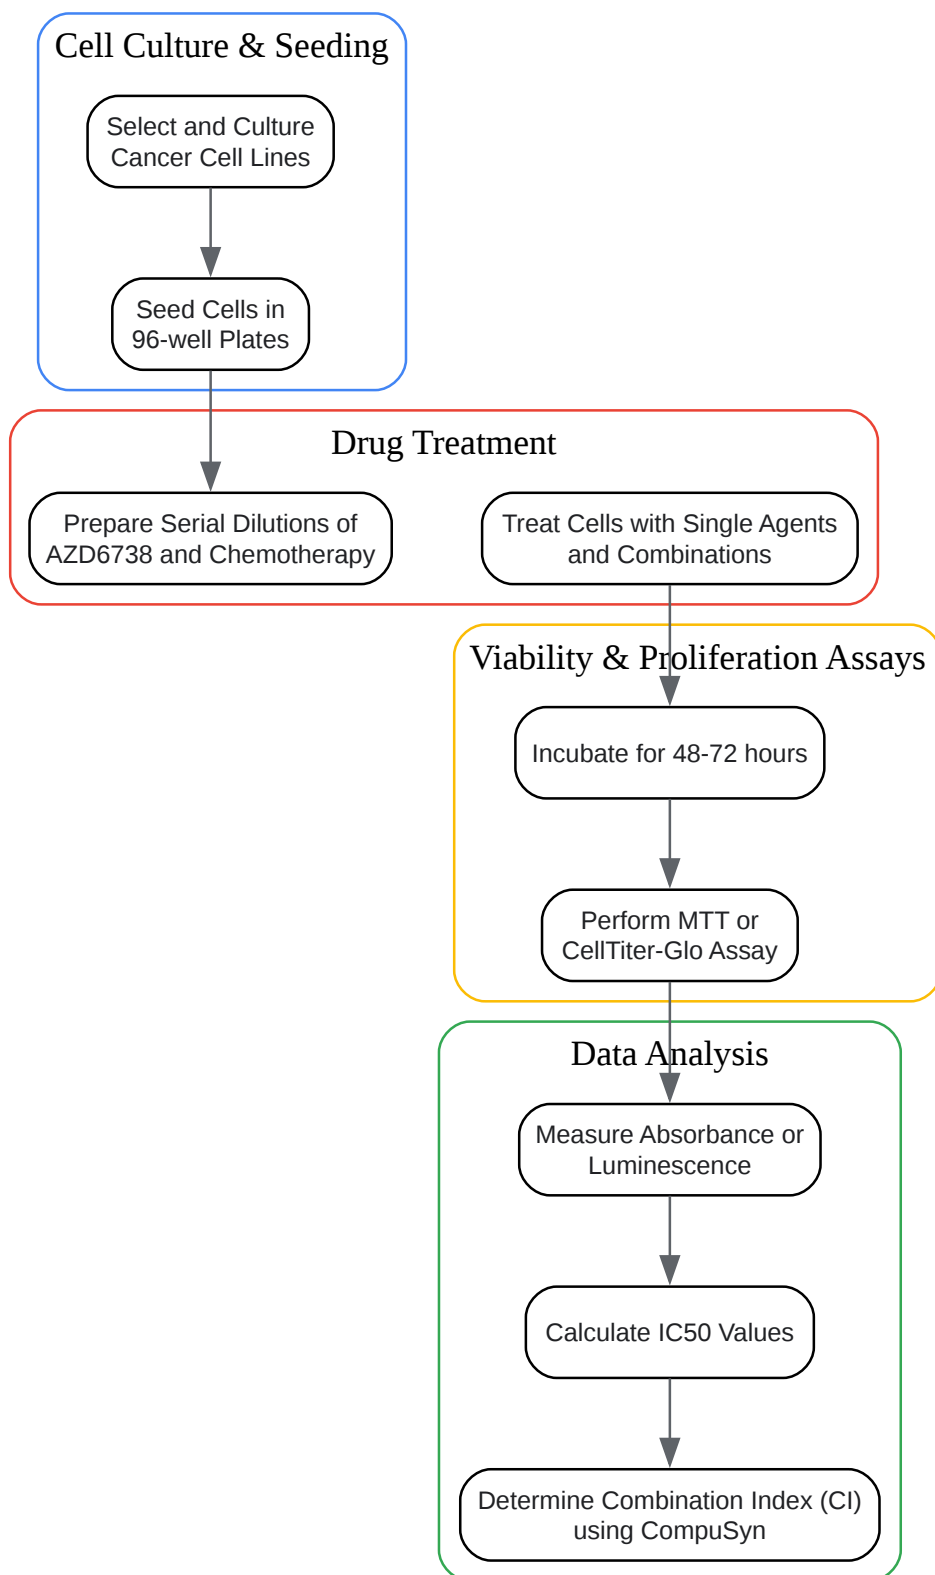 Cell Culture & Seeding
Select and Culture
Cancer Cell Lines
Seed Cells in
96-well Plates
Drug Treatment
Prepare Serial Dilutions of
AZD6738 and Chemotherapy
Treat Cells with Single Agents
and Combinations
Viability & Proliferation Assays
Incubate for 48-72 hours
Perform MTT or
CellTiter-Glo Assay
Data Analysis
Measure Absorbance or
Luminescence
Calculate IC50 Values
Determine Combination Index (CI)
using CompuSyn